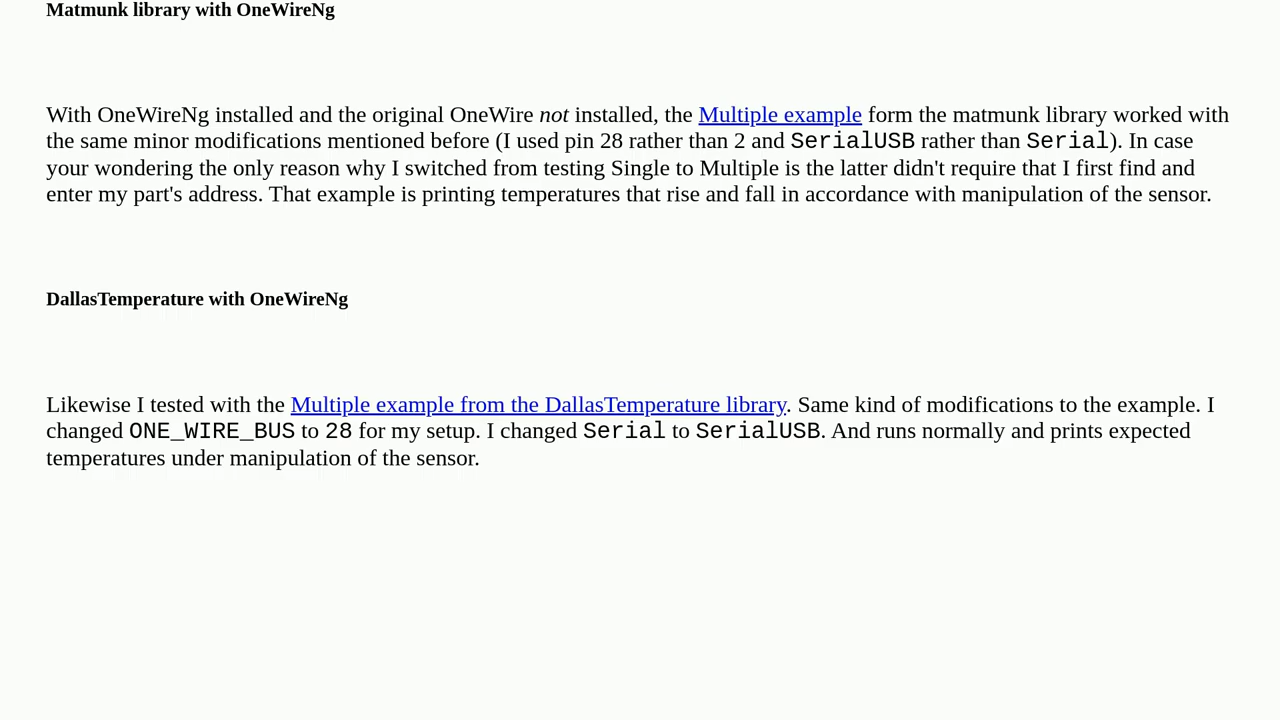 Matmunk library with OneWireNg
With OneWireNg installed and the original OneWire not installed, the Multiple example form the matmunk library worked with
the same minor modifications mentioned before (I used pin 28 rather than 2 and SerialUSB rather than Serial). In case
your wondering the only reason why I switched from testing Single to Multiple is the latter didn't require that I first find and
enter my part's address. That example is printing temperatures that rise and fall in accordance with manipulation of the sensor.
DallasTemperature with OneWireNg
Likewise I tested with the Multiple example from the DallasTemperature library. Same kind of modifications to the example. I
changed ONE_WIRE_BUS to 28 for my setup. I changed Serial to SerialUSB. And runs normally and prints expected
temperatures under manipulation of the sensor.